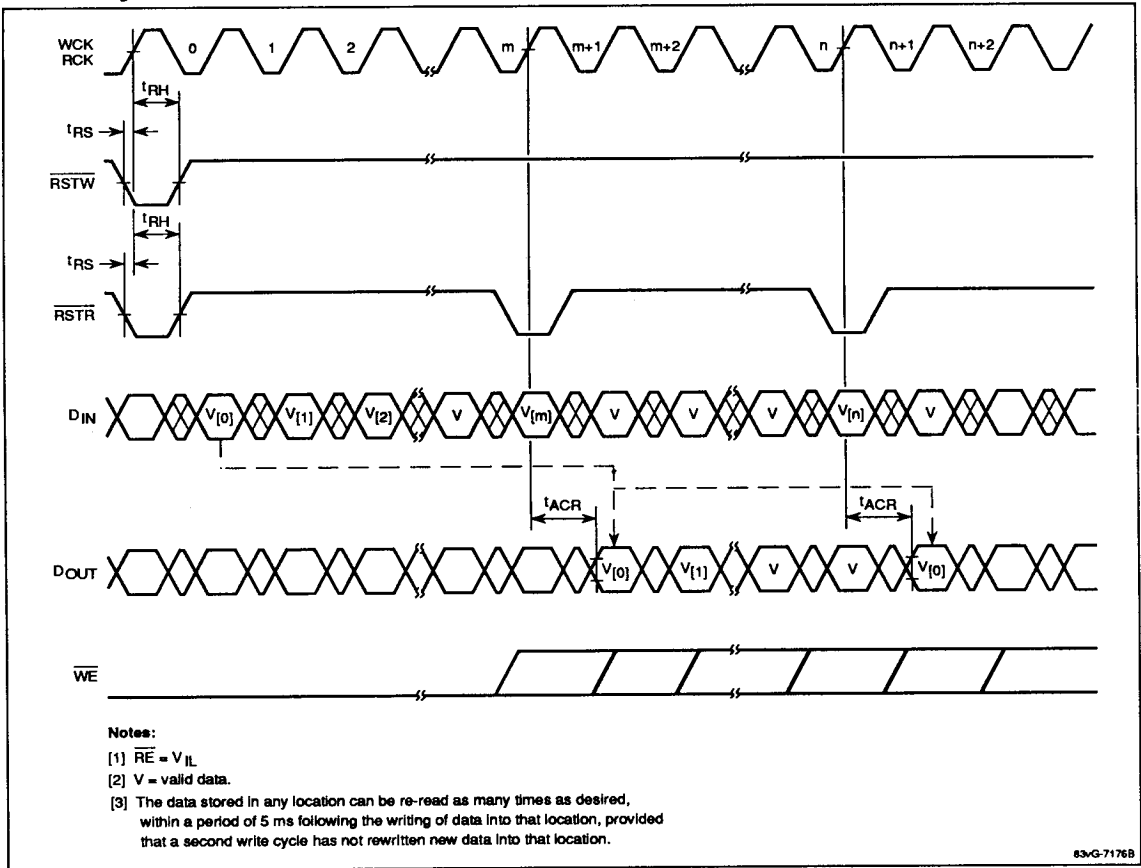 WCK
RCK
0 1 2 m m+1 m+2 n n+1 n+2
tRH
tRS
RSTW
tRH
tRS
RSTR
DIN V[0] V[1] V[2] V V[m] V V V V[n] V
tACR tACR
DOUT V[0] V[1] V V V[0]
WE
Notes:
[1] RE = VIL
[2] V = valid data.
[3] The data stored in any location can be re-read as many times as desired,
within a period of 5 ms following the writing of data into that location, provided
that a second write cycle has not rewritten new data into that location.
83vG-7176B